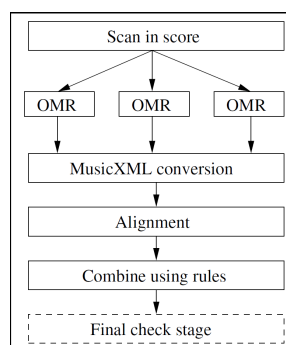 Scan in score
OMR OMR OMR
MusicXML conversion
Alignment
Combine using rules
Final check stage